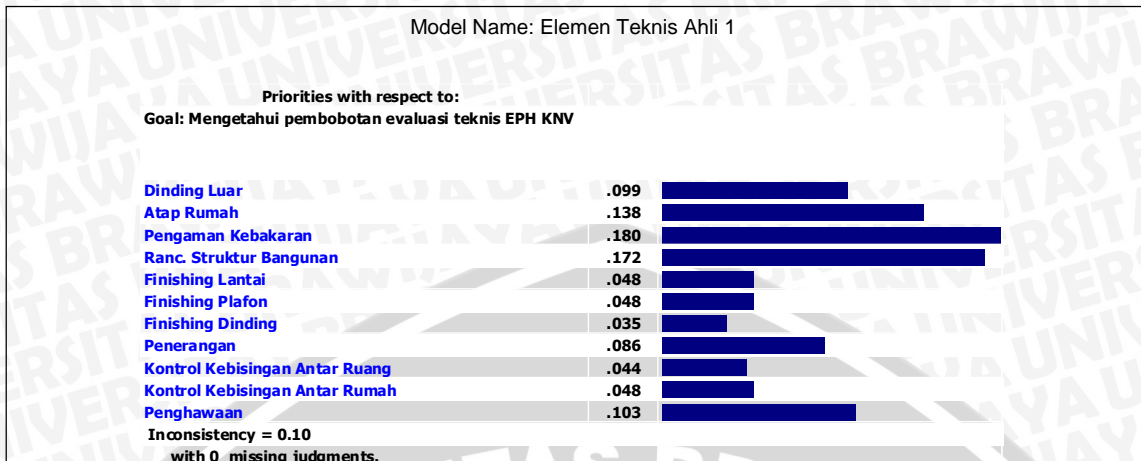 Model Name: Elemen Teknis Ahli 1
Priorities with respect to:
Goal: Mengetahui pembobotan evaluasi teknis EPH KNV
Dinding Luar .099
Atap Rumah .138
Pengaman Kebakaran .180
Ranc. Struktur Bangunan .172
Finishing Lantai .048
Finishing Plafon .048
Finishing Dinding .035
Penerangan .086
Kontrol Kebisingan Antar Ruang .044
Kontrol Kebisingan Antar Rumah .048
Penghawaan .103
Inconsistency = 0.10
with 0 missing judgments.